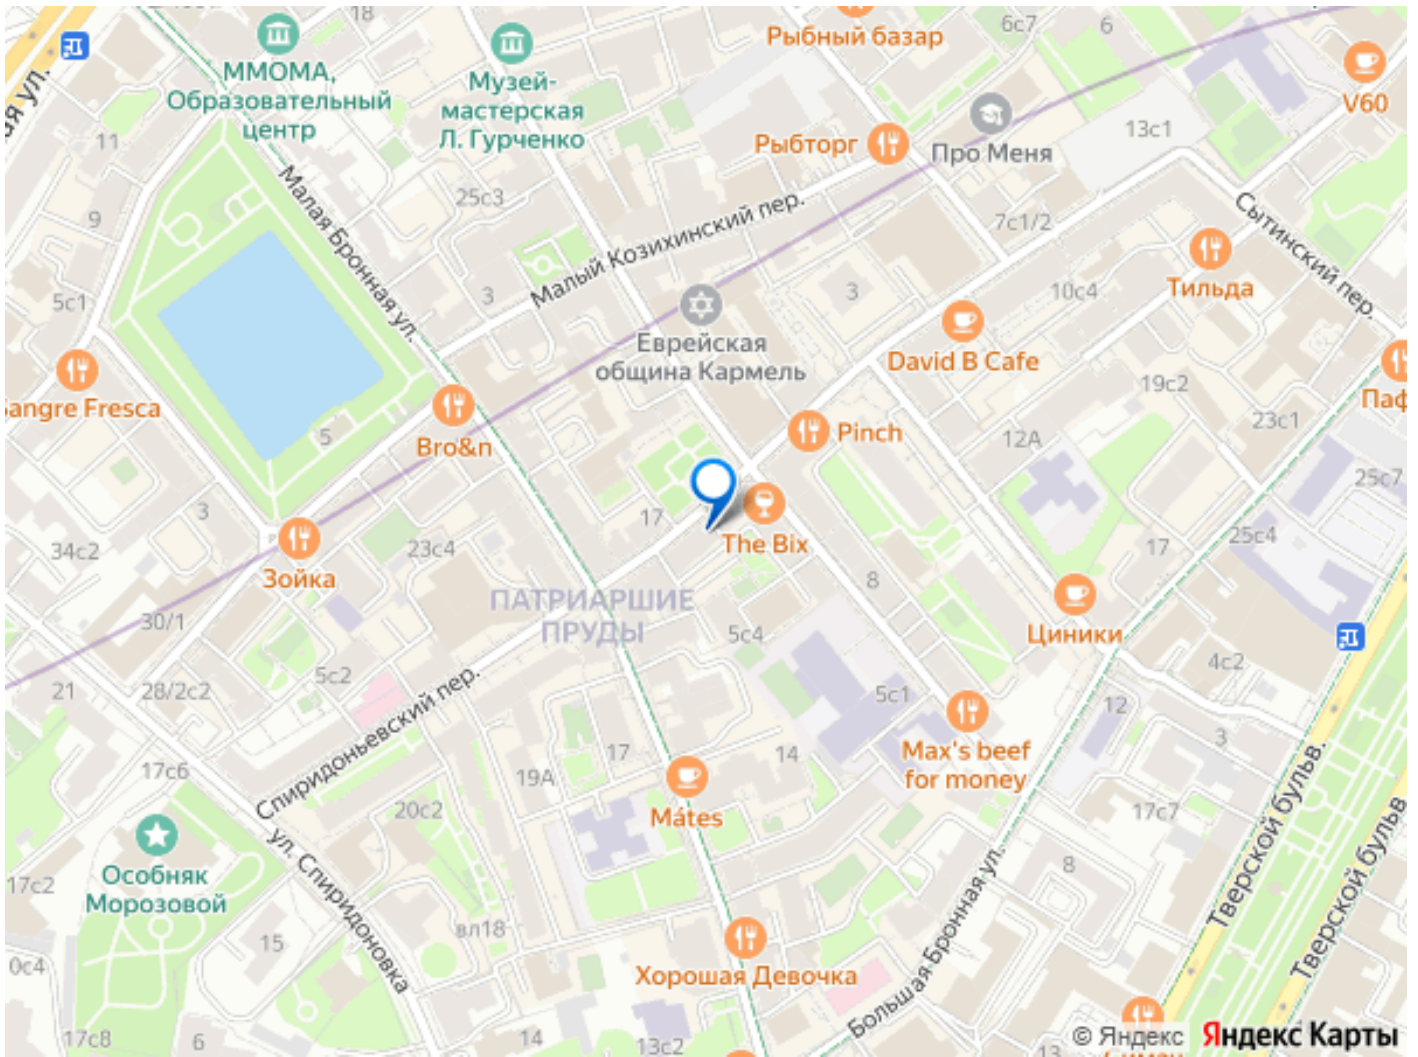 18
6с7
6
Рыбный базар
ММОМА,
Образовательный
центр
Музей-
мастерская
Л. Гурченко
V60
ая ул.
11
Рыбторг
Про Меня
13с1
Малая Бронная ул.
25с3
Малый Козихинский пер.
7с1/2
Сытинский пер.
9
5с1
3
3
10с4
Тильда
Еврейская
община Кармель
David B Cafe
19с2
Sangre Fresca
Паф
5
Bro&n
Pinch
12А
23с1
25с7
3
17
34с2
Зойка
23с4
The Bix
17
25с4
8
ПАТРИАРШИЕ
ПРУДЫ
30/1
5с4
Циники
21
28/2с2
5с2
4с2
5с1
12
3
Спиридоньевский пер.
17
14
Max's beef
for money
17с6
19А
20с2
Mátes
17с7
Тверской бульв.
Тверской бульв
ул. Спиридоновка
8
Особняк
Морозовой
17с2
15
вл18
Большая Бронная ул.
0с4
Хорошая Девочка
17с8
6
14
13с2
13
© Яндекс Яндекс Карты